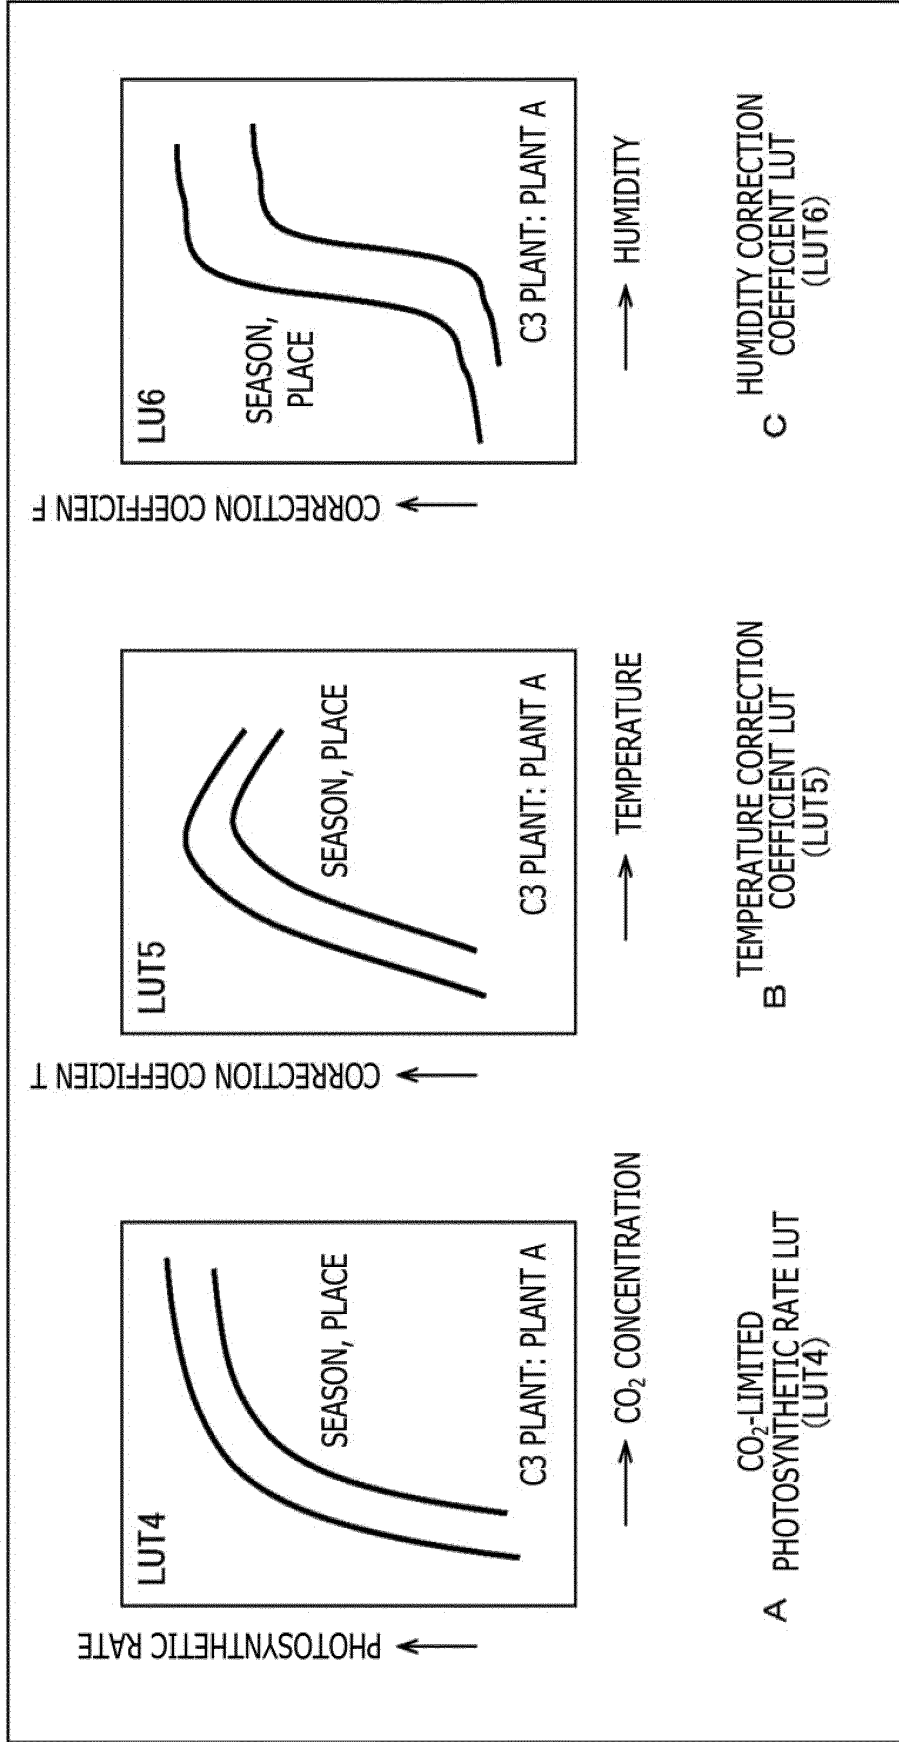 LUT4
PHOTOSYNTHETIC RATE
SEASON, PLACE
C3 PLANT: PLANT A
CO₂ CONCENTRATION
A
CO₂-LIMITED
PHOTOSYNTHETIC RATE LUT
(LUT4)
LUT5
CORRECTION COEFFICIEN T
SEASON, PLACE
C3 PLANT: PLANT A
TEMPERATURE
B
TEMPERATURE CORRECTION
COEFFICIENT LUT
(LUT5)
LU6
CORRECTION COEFFICIEN F
SEASON,
PLACE
C3 PLANT: PLANT A
HUMIDITY
C
HUMIDITY CORRECTION
COEFFICIENT LUT
(LUT6)